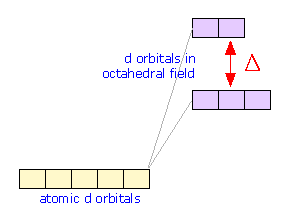 d orbitals in
octahedral field
Δ
atomic d orbitals